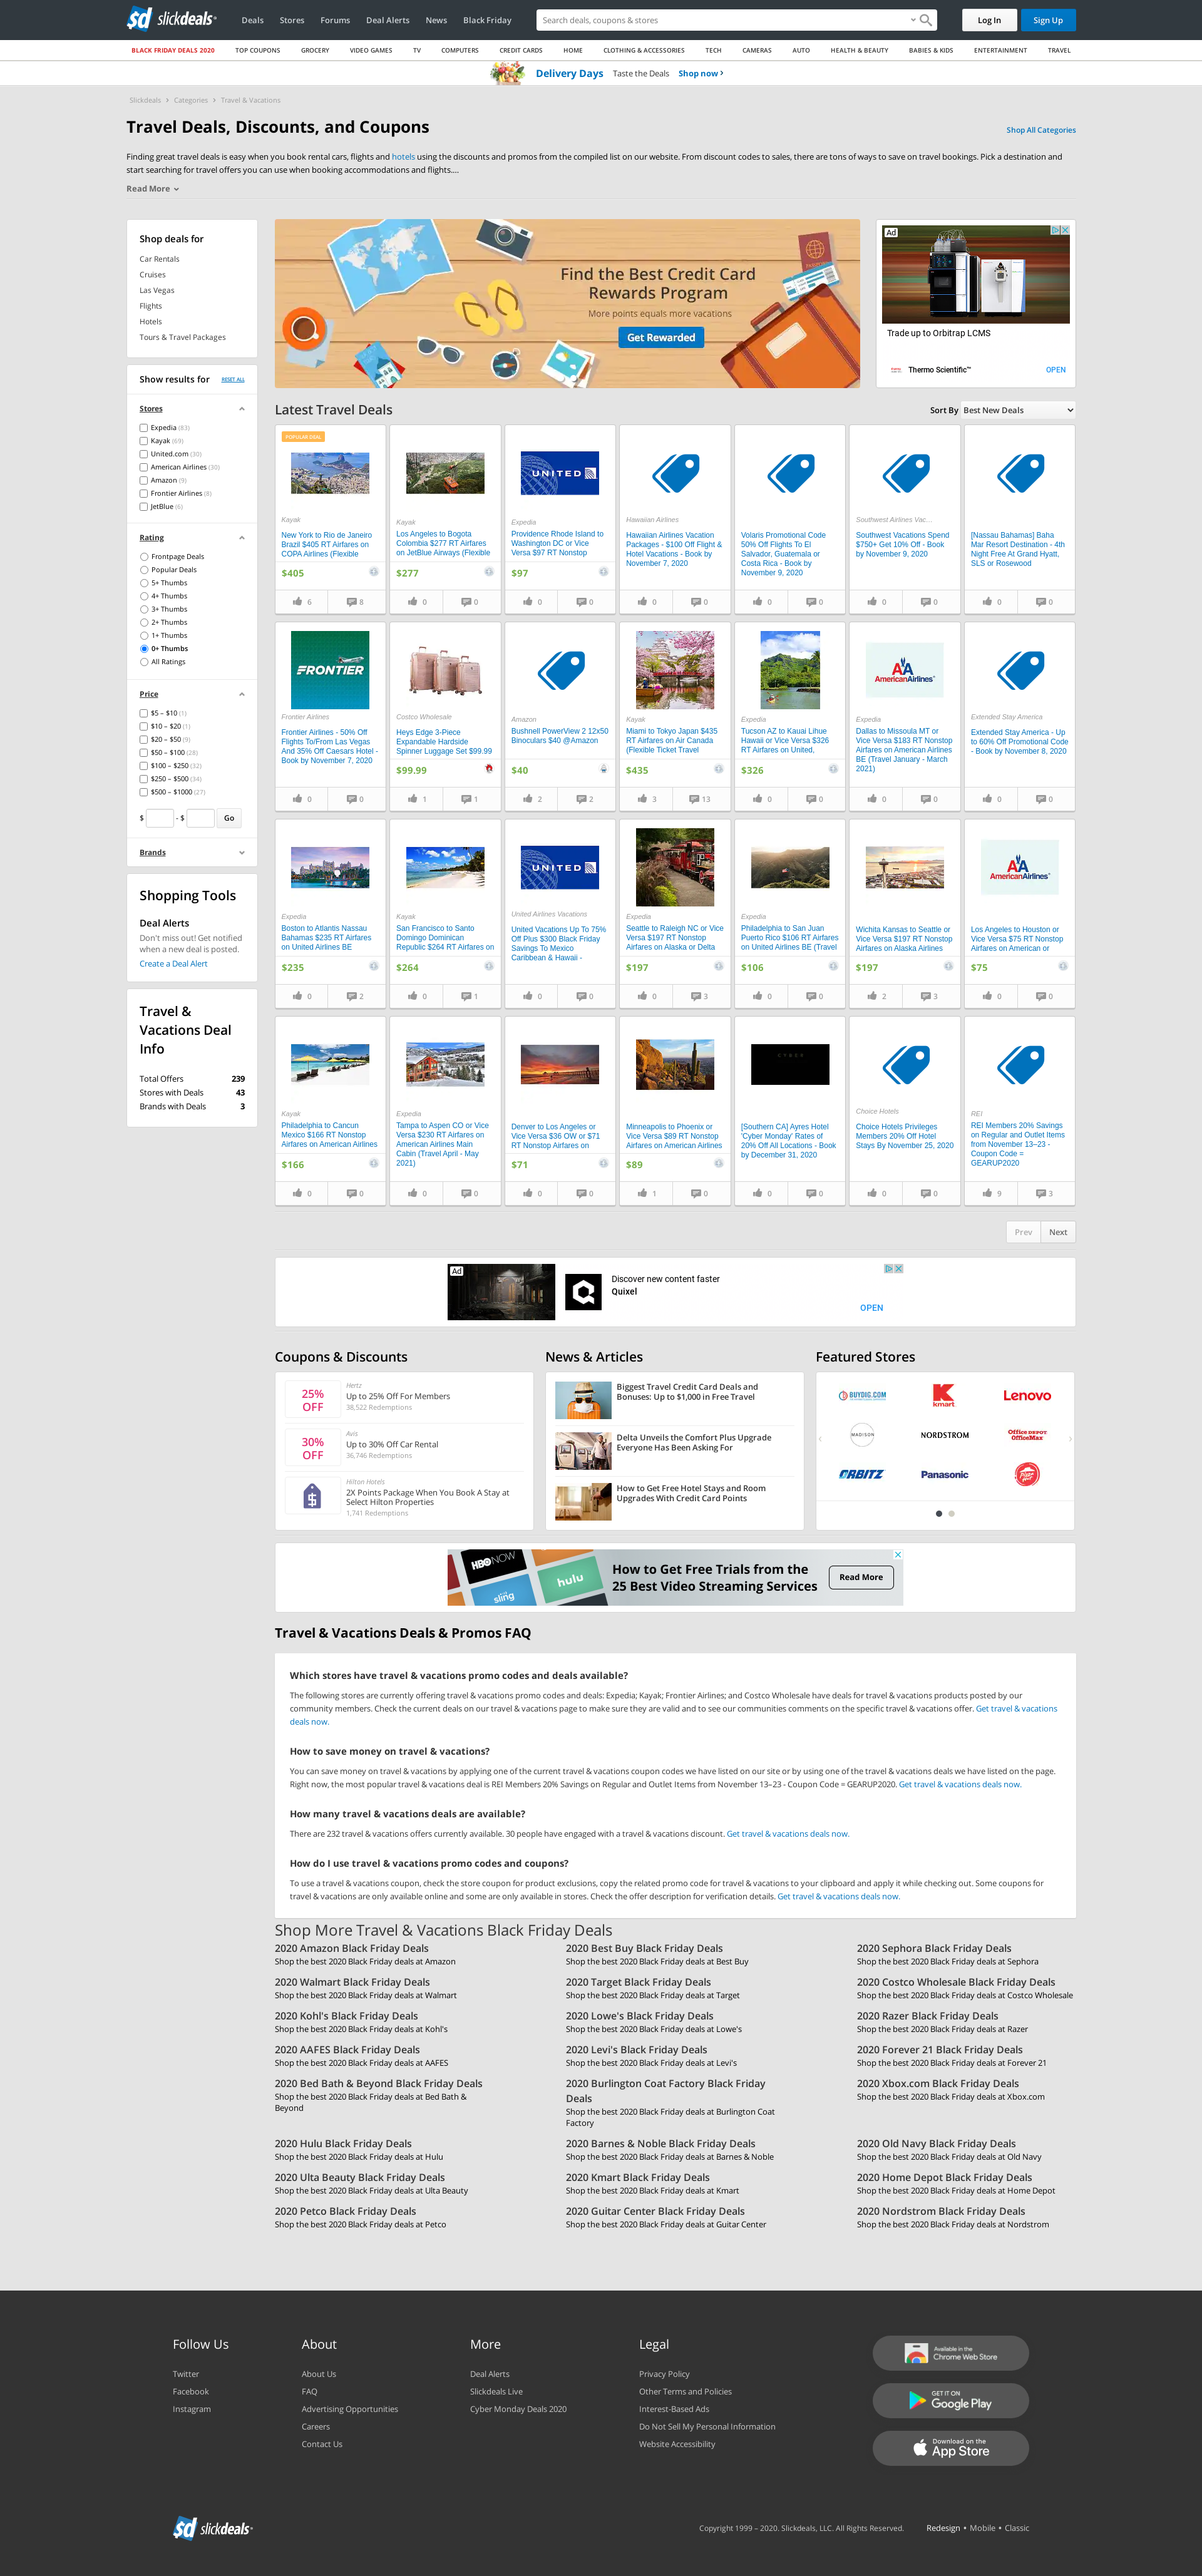 sd slickdeals
Deals Stores Forums Deal Alerts News Black Friday
Search deals, coupons & stores
Log In Sign Up
BLACK FRIDAY DEALS 2020 TOP COUPONS GROCERY VIDEO GAMES TV COMPUTERS CREDIT CARDS HOME CLOTHING & ACCESSORIES TECH CAMERAS AUTO HEALTH & BEAUTY BABIES & KIDS ENTERTAINMENT TRAVEL
Delivery Days Taste the Deals Shop now ›
Slickdeals › Categories › Travel & Vacations
Travel Deals, Discounts, and Coupons
Shop All Categories
Finding great travel deals is easy when you book rental cars, flights and hotels using the discounts and promos from the compiled list on our website. From discount codes to sales, there are tons of ways to save on travel bookings. Pick a destination and
start searching for travel offers you can use when booking accommodations and flights....
Read More
Shop deals for
Car Rentals
Cruises
Las Vegas
Flights
Hotels
Tours & Travel Packages
Show results for RESET ALL
Stores
Expedia (83)
Kayak (69)
United.com (30)
American Airlines (30)
Amazon (9)
Frontier Airlines (8)
JetBlue (6)
Rating
Frontpage Deals
Popular Deals
5+ Thumbs
4+ Thumbs
3+ Thumbs
2+ Thumbs
1+ Thumbs
0+ Thumbs
All Ratings
Price
$5 – $10 (1)
$10 – $20 (1)
$20 – $50 (9)
$50 – $100 (28)
$100 – $250 (32)
$250 – $500 (34)
$500 – $1000 (27)
$ - $ Go
Brands
Shopping Tools
Deal Alerts
Don't miss out! Get notified
when a new deal is posted.
Create a Deal Alert
Travel &
Vacations Deal
Info
Total Offers 239
Stores with Deals 43
Brands with Deals 3
Find the Best Credit Card
Rewards Program
More points equals more vacations
Get Rewarded
Ad
Trade up to Orbitrap LCMS
Thermo Scientific™ OPEN
Latest Travel Deals
Sort By Best New Deals
POPULAR DEAL
Kayak
New York to Rio de Janeiro
Brazil $405 RT Airfares on
COPA Airlines (Flexible
$405
6 8
Kayak
Los Angeles to Bogota
Colombia $277 RT Airfares
on JetBlue Airways (Flexible
$277
0 0
UNITED
Expedia
Providence Rhode Island to
Washington DC or Vice
Versa $97 RT Nonstop
$97
0 0
Hawaiian Airlines
Hawaiian Airlines Vacation
Packages - $100 Off Flight &
Hotel Vacations - Book by
November 7, 2020
0 0
Volaris Promotional Code
50% Off Flights To El
Salvador, Guatemala or
Costa Rica - Book by
November 9, 2020
0 0
Southwest Airlines Vac...
Southwest Vacations Spend
$750+ Get 10% Off - Book
by November 9, 2020
0 0
[Nassau Bahamas] Baha
Mar Resort Destination - 4th
Night Free At Grand Hyatt,
SLS or Rosewood
0 0
FRONTIER
Frontier Airlines
Frontier Airlines - 50% Off
Flights To/From Las Vegas
And 35% Off Caesars Hotel -
Book by November 7, 2020
0 0
Costco Wholesale
Heys Edge 3-Piece
Expandable Hardside
Spinner Luggage Set $99.99
$99.99
1 1
Amazon
Bushnell PowerView 2 12x50
Binoculars $40 @Amazon
$40
2 2
Kayak
Miami to Tokyo Japan $435
RT Airfares on Air Canada
(Flexible Ticket Travel
$435
3 13
Expedia
Tucson AZ to Kauai Lihue
Hawaii or Vice Versa $326
RT Airfares on United,
$326
0 0
AA
AmericanAirlines
Expedia
Dallas to Missoula MT or
Vice Versa $183 RT Nonstop
Airfares on American Airlines
BE (Travel January - March
2021)
0 0
Extended Stay America
Extended Stay America - Up
to 60% Off Promotional Code
- Book by November 8, 2020
0 0
Expedia
Boston to Atlantis Nassau
Bahamas $235 RT Airfares
on United Airlines BE
$235
0 2
Kayak
San Francisco to Santo
Domingo Dominican
Republic $264 RT Airfares on
$264
0 1
UNITED
United Airlines Vacations
United Vacations Up To 75%
Off Plus $300 Black Friday
Savings To Mexico
Caribbean & Hawaii -
0 0
Expedia
Seattle to Raleigh NC or Vice
Versa $197 RT Nonstop
Airfares on Alaska or Delta
$197
0 3
Expedia
Philadelphia to San Juan
Puerto Rico $106 RT Airfares
on United Airlines BE (Travel
$106
0 0
Wichita Kansas to Seattle or
Vice Versa $197 RT Nonstop
Airfares on Alaska Airlines
$197
2 3
AA
AmericanAirlines
Los Angeles to Houston or
Vice Versa $75 RT Nonstop
Airfares on American or
$75
0 0
Kayak
Philadelphia to Cancun
Mexico $166 RT Nonstop
Airfares on American Airlines
$166
0 0
Expedia
Tampa to Aspen CO or Vice
Versa $230 RT Airfares on
American Airlines Main
Cabin (Travel April - May
2021)
0 0
Denver to Los Angeles or
Vice Versa $36 OW or $71
RT Nonstop Airfares on
$71
0 0
Minneapolis to Phoenix or
Vice Versa $89 RT Nonstop
Airfares on American Airlines
$89
1 0
CYBER
[Southern CA] Ayres Hotel
'Cyber Monday' Rates of
20% Off All Locations - Book
by December 31, 2020
0 0
Choice Hotels
Choice Hotels Privileges
Members 20% Off Hotel
Stays By November 25, 2020
0 0
REI
REI Members 20% Savings
on Regular and Outlet Items
from November 13–23 -
Coupon Code =
GEARUP2020
9 3
Prev Next
Ad
Discover new content faster
Quixel
OPEN
Coupons & Discounts
25%
OFF
Hertz
Up to 25% Off For Members
38,522 Redemptions
30%
OFF
Avis
Up to 30% Off Car Rental
36,746 Redemptions
Hilton Hotels
2X Points Package When You Book A Stay at
Select Hilton Properties
1,741 Redemptions
News & Articles
Biggest Travel Credit Card Deals and
Bonuses: Up to $1,000 in Free Travel
Delta Unveils the Comfort Plus Upgrade
Everyone Has Been Asking For
How to Get Free Hotel Stays and Room
Upgrades With Credit Card Points
Featured Stores
BUYDIG.COM
K
kmart
Lenovo
MADISON
NORDSTROM
Office DEPOT
OfficeMax
ORBITZ
Panasonic
Pizza Hut
HBO NOW
sling
hulu
How to Get Free Trials from the
25 Best Video Streaming Services
Read More
Travel & Vacations Deals & Promos FAQ
Which stores have travel & vacations promo codes and deals available?
The following stores are currently offering travel & vacations promo codes and deals: Expedia; Kayak; Frontier Airlines; and Costco Wholesale have deals for travel & vacations products posted by our
community members. Check the current deals on our travel & vacations page to make sure they are valid and to see our communities comments on the specific travel & vacations offer. Get travel & vacations
deals now.
How to save money on travel & vacations?
You can save money on travel & vacations by applying one of the current travel & vacations coupon codes we have listed on our site or by using one of the travel & vacations deals we have listed on the page.
Right now, the most popular travel & vacations deal is REI Members 20% Savings on Regular and Outlet Items from November 13–23 - Coupon Code = GEARUP2020. Get travel & vacations deals now.
How many travel & vacations deals are available?
There are 232 travel & vacations offers currently available. 30 people have engaged with a travel & vacations discount. Get travel & vacations deals now.
How do I use travel & vacations promo codes and coupons?
To use a travel & vacations coupon, check the store coupon for product exclusions, copy the related promo code for travel & vacations to your clipboard and apply it while checking out. Some coupons for
travel & vacations are only available online and some are only available in stores. Check the offer description for verification details. Get travel & vacations deals now.
Shop More Travel & Vacations Black Friday Deals
2020 Amazon Black Friday Deals
Shop the best 2020 Black Friday deals at Amazon
2020 Best Buy Black Friday Deals
Shop the best 2020 Black Friday deals at Best Buy
2020 Sephora Black Friday Deals
Shop the best 2020 Black Friday deals at Sephora
2020 Walmart Black Friday Deals
Shop the best 2020 Black Friday deals at Walmart
2020 Target Black Friday Deals
Shop the best 2020 Black Friday deals at Target
2020 Costco Wholesale Black Friday Deals
Shop the best 2020 Black Friday deals at Costco Wholesale
2020 Kohl's Black Friday Deals
Shop the best 2020 Black Friday deals at Kohl's
2020 Lowe's Black Friday Deals
Shop the best 2020 Black Friday deals at Lowe's
2020 Razer Black Friday Deals
Shop the best 2020 Black Friday deals at Razer
2020 AAFES Black Friday Deals
Shop the best 2020 Black Friday deals at AAFES
2020 Levi's Black Friday Deals
Shop the best 2020 Black Friday deals at Levi's
2020 Forever 21 Black Friday Deals
Shop the best 2020 Black Friday deals at Forever 21
2020 Bed Bath & Beyond Black Friday Deals
Shop the best 2020 Black Friday deals at Bed Bath &
Beyond
2020 Burlington Coat Factory Black Friday
Deals
Shop the best 2020 Black Friday deals at Burlington Coat
Factory
2020 Xbox.com Black Friday Deals
Shop the best 2020 Black Friday deals at Xbox.com
2020 Hulu Black Friday Deals
Shop the best 2020 Black Friday deals at Hulu
2020 Barnes & Noble Black Friday Deals
Shop the best 2020 Black Friday deals at Barnes & Noble
2020 Old Navy Black Friday Deals
Shop the best 2020 Black Friday deals at Old Navy
2020 Ulta Beauty Black Friday Deals
Shop the best 2020 Black Friday deals at Ulta Beauty
2020 Kmart Black Friday Deals
Shop the best 2020 Black Friday deals at Kmart
2020 Home Depot Black Friday Deals
Shop the best 2020 Black Friday deals at Home Depot
2020 Petco Black Friday Deals
Shop the best 2020 Black Friday deals at Petco
2020 Guitar Center Black Friday Deals
Shop the best 2020 Black Friday deals at Guitar Center
2020 Nordstrom Black Friday Deals
Shop the best 2020 Black Friday deals at Nordstrom
Follow Us
Twitter
Facebook
Instagram
About
About Us
FAQ
Advertising Opportunities
Careers
Contact Us
More
Deal Alerts
Slickdeals Live
Cyber Monday Deals 2020
Legal
Privacy Policy
Other Terms and Policies
Interest-Based Ads
Do Not Sell My Personal Information
Website Accessibility
Available in the
Chrome Web Store
GET IT ON
Google Play
Download on the
App Store
sd slickdeals
Copyright 1999 – 2020. Slickdeals, LLC. All Rights Reserved.
Redesign • Mobile • Classic